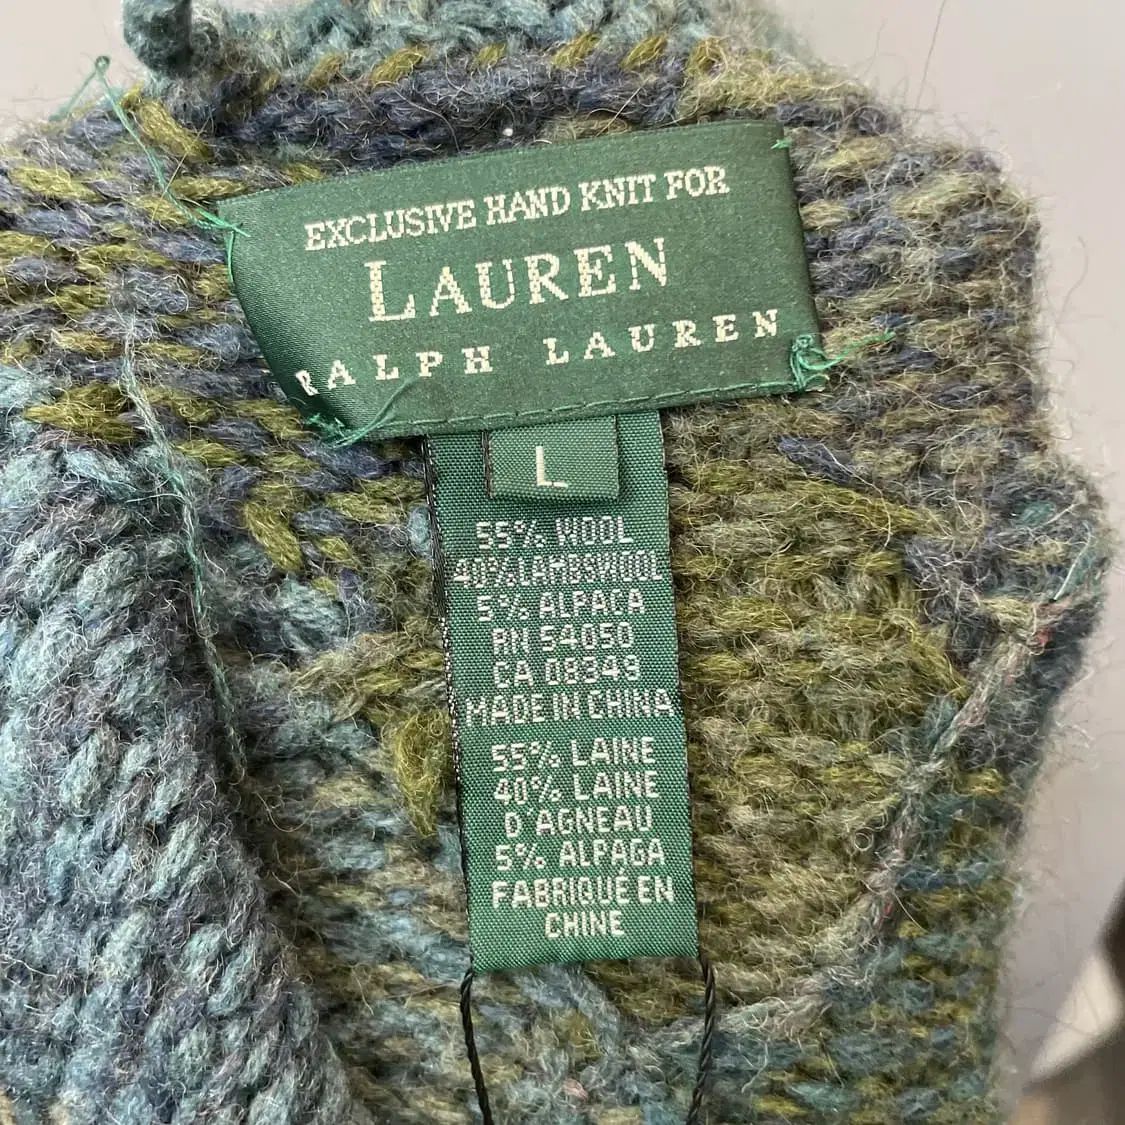 EXCLUSIVE HAND KNIT FOR
LAUREN
RALPH LAUREN
L
55% WOOL
40% LAMBSWOOL
5% ALPACA
RN 54050
CA 08349
MADE IN CHINA
55% LAINE
40% LAINE
D'AGNEAU
5% ALPAGA
FABRIQUÉ EN
CHINE